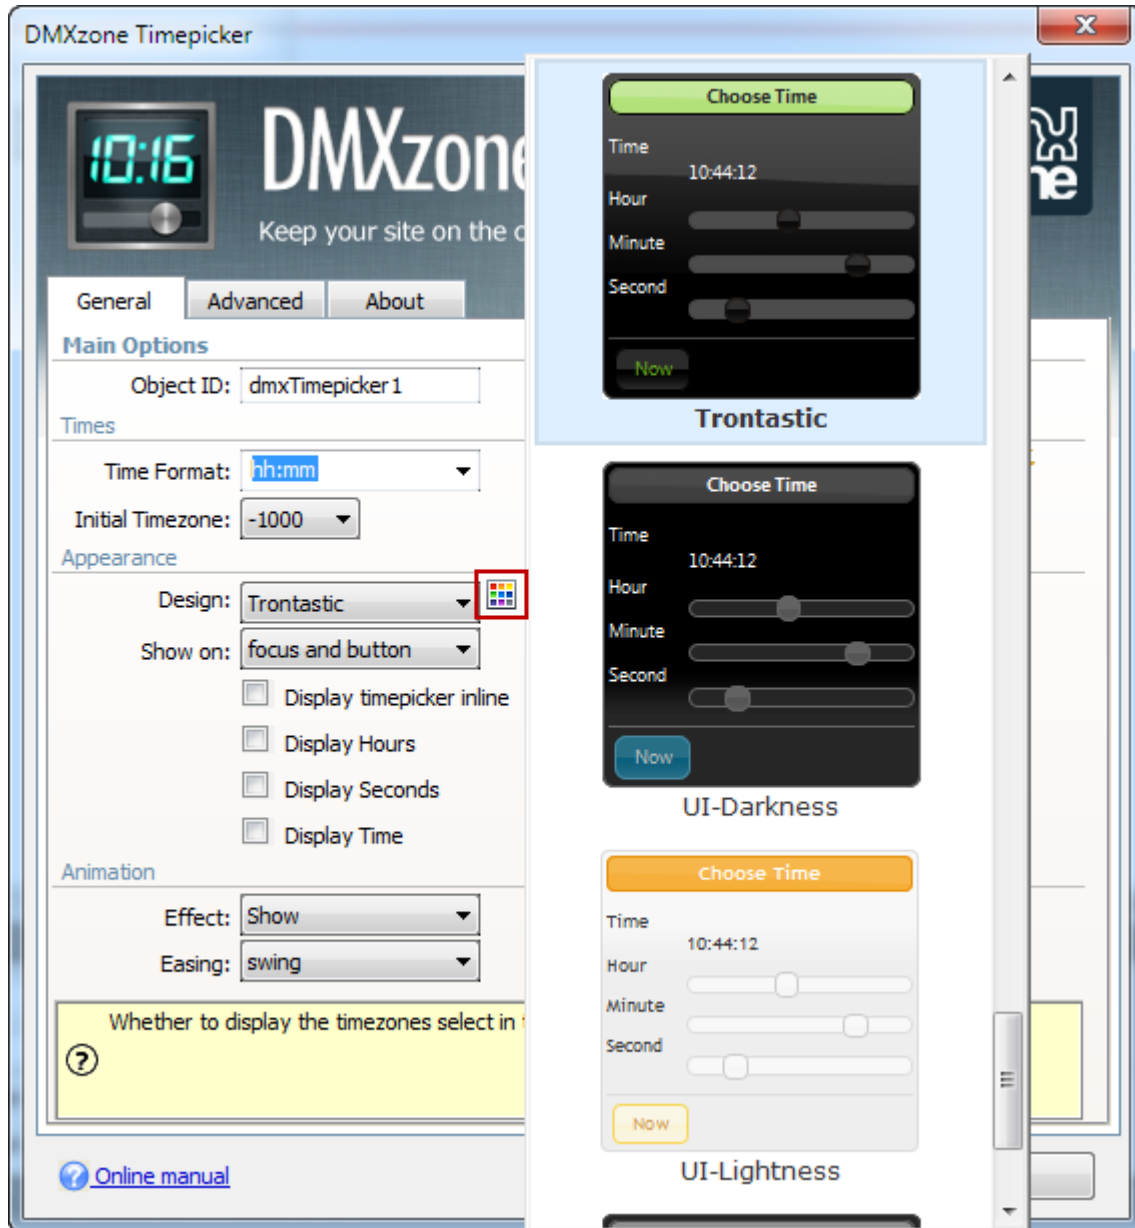 DMXzone Timepicker
10:16
DMXzone
Keep your site on the
General
Advanced
About
Main Options
Object ID: dmxTimepicker1
Times
Time Format: hh:mm
Initial Timezone: -1000
Appearance
Design: Trontastic
Show on: focus and button
Display timepicker inline
Display Hours
Display Seconds
Display Time
Animation
Effect: Show
Easing: swing
Whether to display the timezones select in
?
? Online manual
Choose Time
Time
10:44:12
Hour
Minute
Second
Now
Trontastic
Choose Time
Time
10:44:12
Hour
Minute
Second
Now
UI-Darkness
Choose Time
Time
10:44:12
Hour
Minute
Second
Now
UI-Lightness